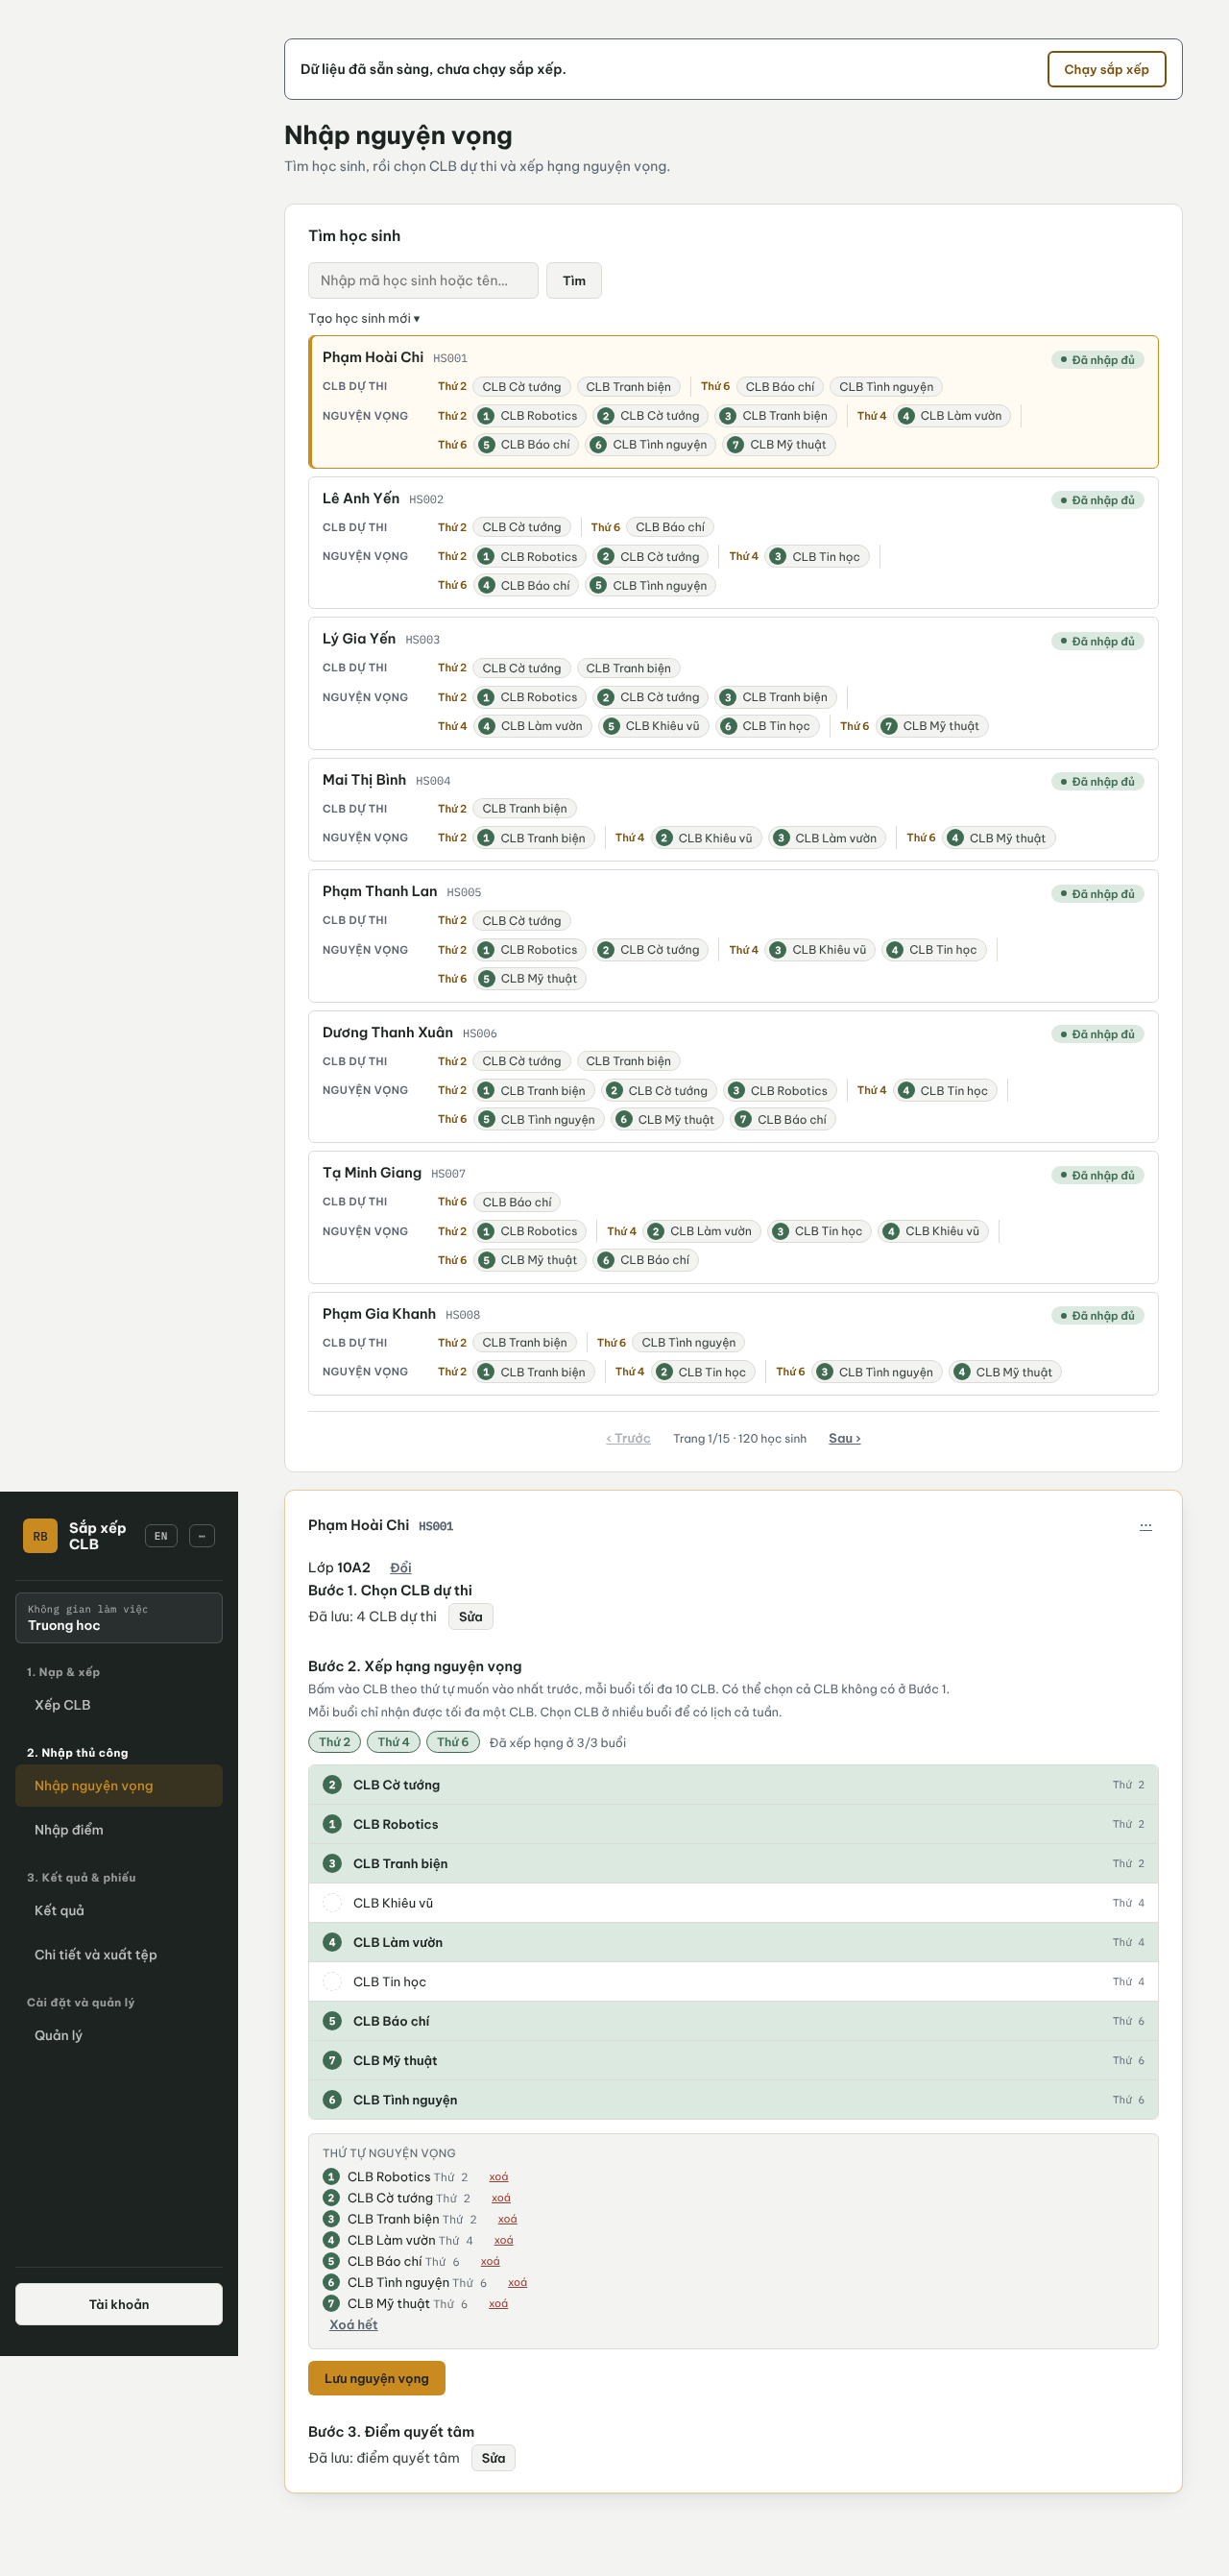 Dữ liệu đã sẵn sàng, chưa chạy sắp xếp.
Chạy sắp xếp
Nhập nguyện vọng
Tìm học sinh, rồi chọn CLB dự thi và xếp hạng nguyện vọng.
Tìm học sinh
Nhập mã học sinh hoặc tên...
Tìm
Tạo học sinh mới ▾
Phạm Hoài Chi HS001 Đã nhập đủ
CLB DỰ THI Thứ 2 CLB Cờ tướng CLB Tranh biện Thứ 6 CLB Báo chí CLB Tình nguyện
NGUYỆN VỌNG Thứ 2 1 CLB Robotics 2 CLB Cờ tướng 3 CLB Tranh biện Thứ 4 4 CLB Làm vườn
Thứ 6 5 CLB Báo chí 6 CLB Tình nguyện 7 CLB Mỹ thuật
Lê Anh Yến HS002 Đã nhập đủ
CLB DỰ THI Thứ 2 CLB Cờ tướng Thứ 6 CLB Báo chí
NGUYỆN VỌNG Thứ 2 1 CLB Robotics 2 CLB Cờ tướng Thứ 4 3 CLB Tin học
Thứ 6 4 CLB Báo chí 5 CLB Tình nguyện
Lý Gia Yến HS003 Đã nhập đủ
CLB DỰ THI Thứ 2 CLB Cờ tướng CLB Tranh biện
NGUYỆN VỌNG Thứ 2 1 CLB Robotics 2 CLB Cờ tướng 3 CLB Tranh biện
Thứ 4 4 CLB Làm vườn 5 CLB Khiêu vũ 6 CLB Tin học Thứ 6 7 CLB Mỹ thuật
Mai Thị Bình HS004 Đã nhập đủ
CLB DỰ THI Thứ 2 CLB Tranh biện
NGUYỆN VỌNG Thứ 2 1 CLB Tranh biện Thứ 4 2 CLB Khiêu vũ 3 CLB Làm vườn Thứ 6 4 CLB Mỹ thuật
Phạm Thanh Lan HS005 Đã nhập đủ
CLB DỰ THI Thứ 2 CLB Cờ tướng
NGUYỆN VỌNG Thứ 2 1 CLB Robotics 2 CLB Cờ tướng Thứ 4 3 CLB Khiêu vũ 4 CLB Tin học
Thứ 6 5 CLB Mỹ thuật
Dương Thanh Xuân HS006 Đã nhập đủ
CLB DỰ THI Thứ 2 CLB Cờ tướng CLB Tranh biện
NGUYỆN VỌNG Thứ 2 1 CLB Tranh biện 2 CLB Cờ tướng 3 CLB Robotics Thứ 4 4 CLB Tin học
Thứ 6 5 CLB Tình nguyện 6 CLB Mỹ thuật 7 CLB Báo chí
Tạ Minh Giang HS007 Đã nhập đủ
CLB DỰ THI Thứ 6 CLB Báo chí
NGUYỆN VỌNG Thứ 2 1 CLB Robotics Thứ 4 2 CLB Làm vườn 3 CLB Tin học 4 CLB Khiêu vũ
Thứ 6 5 CLB Mỹ thuật 6 CLB Báo chí
Phạm Gia Khanh HS008 Đã nhập đủ
CLB DỰ THI Thứ 2 CLB Tranh biện Thứ 6 CLB Tình nguyện
NGUYỆN VỌNG Thứ 2 1 CLB Tranh biện Thứ 4 2 CLB Tin học Thứ 6 3 CLB Tình nguyện 4 CLB Mỹ thuật
‹ Trước Trang 1/15 · 120 học sinh Sau ›
RB Sắp xếp CLB EN ⋯
Không gian làm việc
Truong hoc
1. Nạp & xếp
Xếp CLB
2. Nhập thủ công
Nhập nguyện vọng
Nhập điểm
3. Kết quả & phiếu
Kết quả
Chi tiết và xuất tệp
Cài đặt và quản lý
Quản lý
Tài khoản
Phạm Hoài Chi HS001 ⋯
Lớp 10A2 Đổi
Bước 1. Chọn CLB dự thi
Đã lưu: 4 CLB dự thi Sửa
Bước 2. Xếp hạng nguyện vọng
Bấm vào CLB theo thứ tự muốn vào nhất trước, mỗi buổi tối đa 10 CLB. Có thể chọn cả CLB không có ở Bước 1.
Mỗi buổi chỉ nhận được tối đa một CLB. Chọn CLB ở nhiều buổi để có lịch cả tuần.
Thứ 2 Thứ 4 Thứ 6 Đã xếp hạng ở 3/3 buổi
2 CLB Cờ tướng Thứ 2
1 CLB Robotics Thứ 2
3 CLB Tranh biện Thứ 2
CLB Khiêu vũ Thứ 4
4 CLB Làm vườn Thứ 4
CLB Tin học Thứ 4
5 CLB Báo chí Thứ 6
7 CLB Mỹ thuật Thứ 6
6 CLB Tình nguyện Thứ 6
THỨ TỰ NGUYỆN VỌNG
1 CLB Robotics Thứ 2 xoá
2 CLB Cờ tướng Thứ 2 xoá
3 CLB Tranh biện Thứ 2 xoá
4 CLB Làm vườn Thứ 4 xoá
5 CLB Báo chí Thứ 6 xoá
6 CLB Tình nguyện Thứ 6 xoá
7 CLB Mỹ thuật Thứ 6 xoá
Xoá hết
Lưu nguyện vọng
Bước 3. Điểm quyết tâm
Đã lưu: điểm quyết tâm Sửa